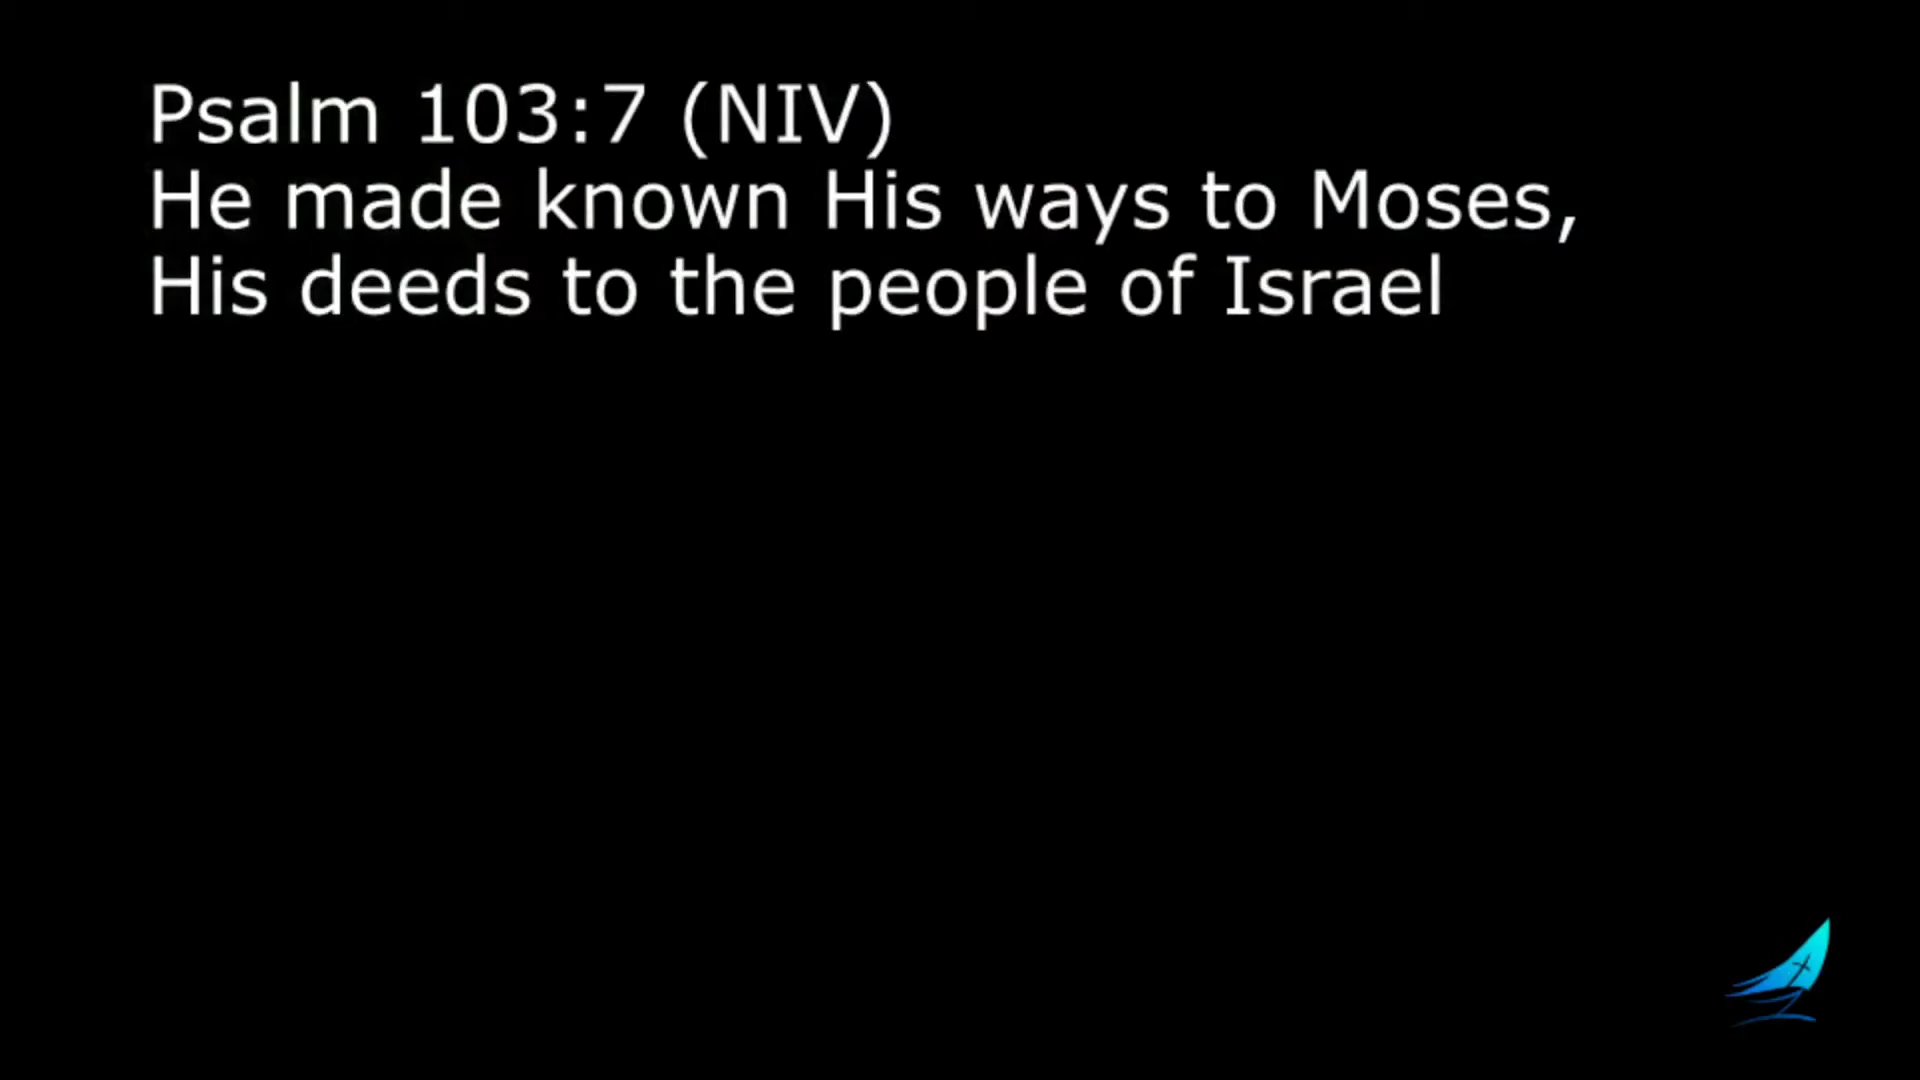 Psalm 103:7 (NIV)
He made known His ways to Moses,
His deeds to the people of Israel